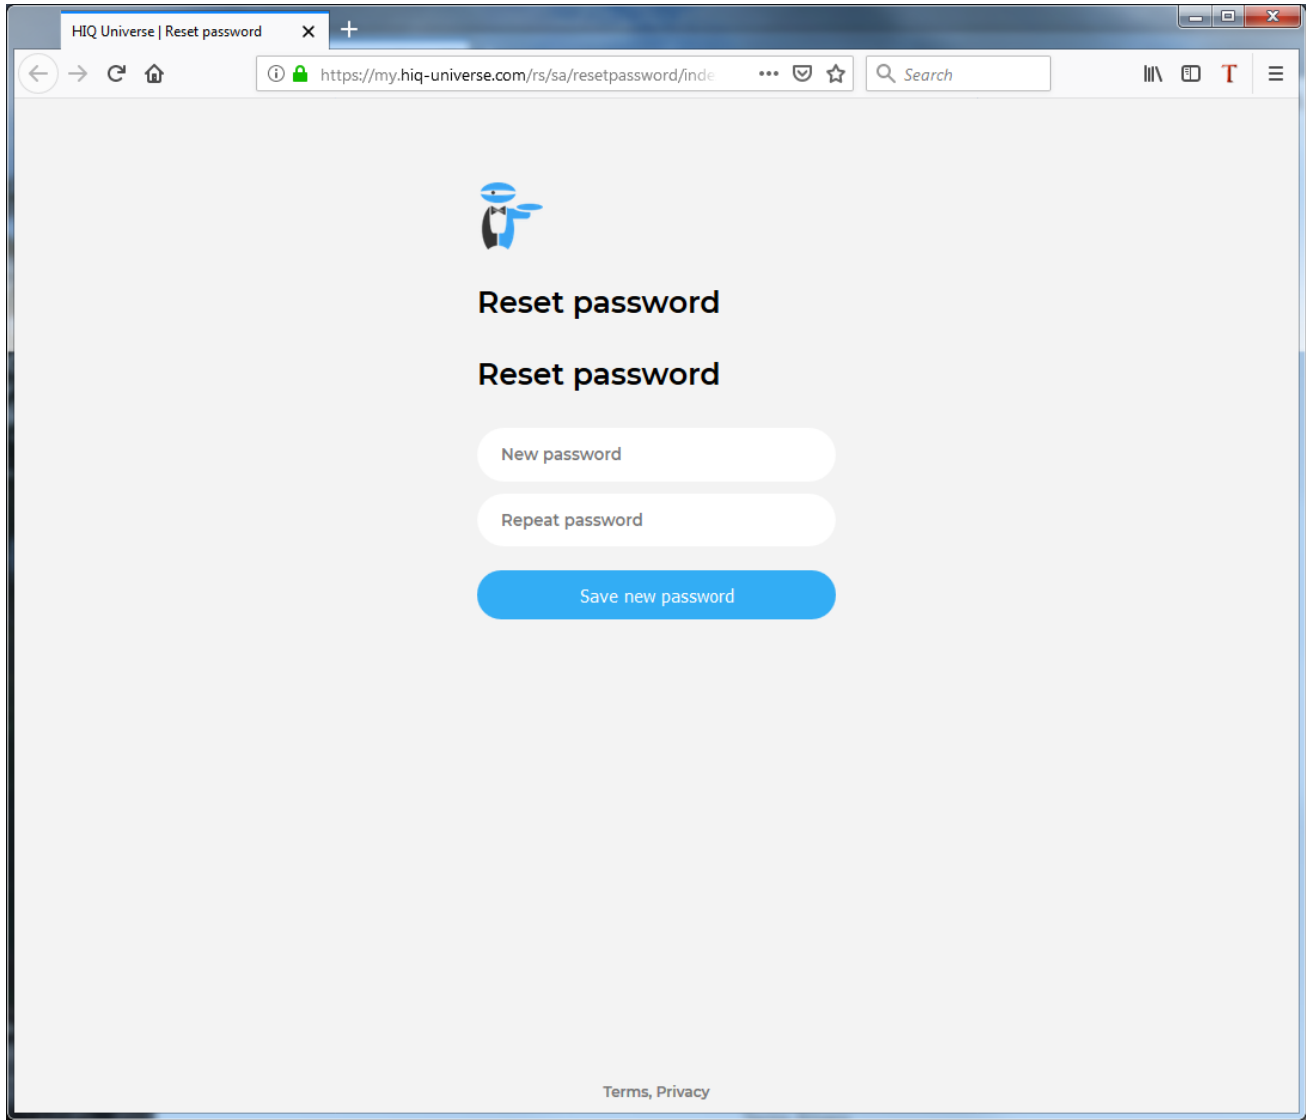 HIQ Universe | Reset password
https://my.hiq-universe.com/rs/sa/resetpassword/inde
Search
T
Reset password
Reset password
New password
Repeat password
Save new password
Terms, Privacy